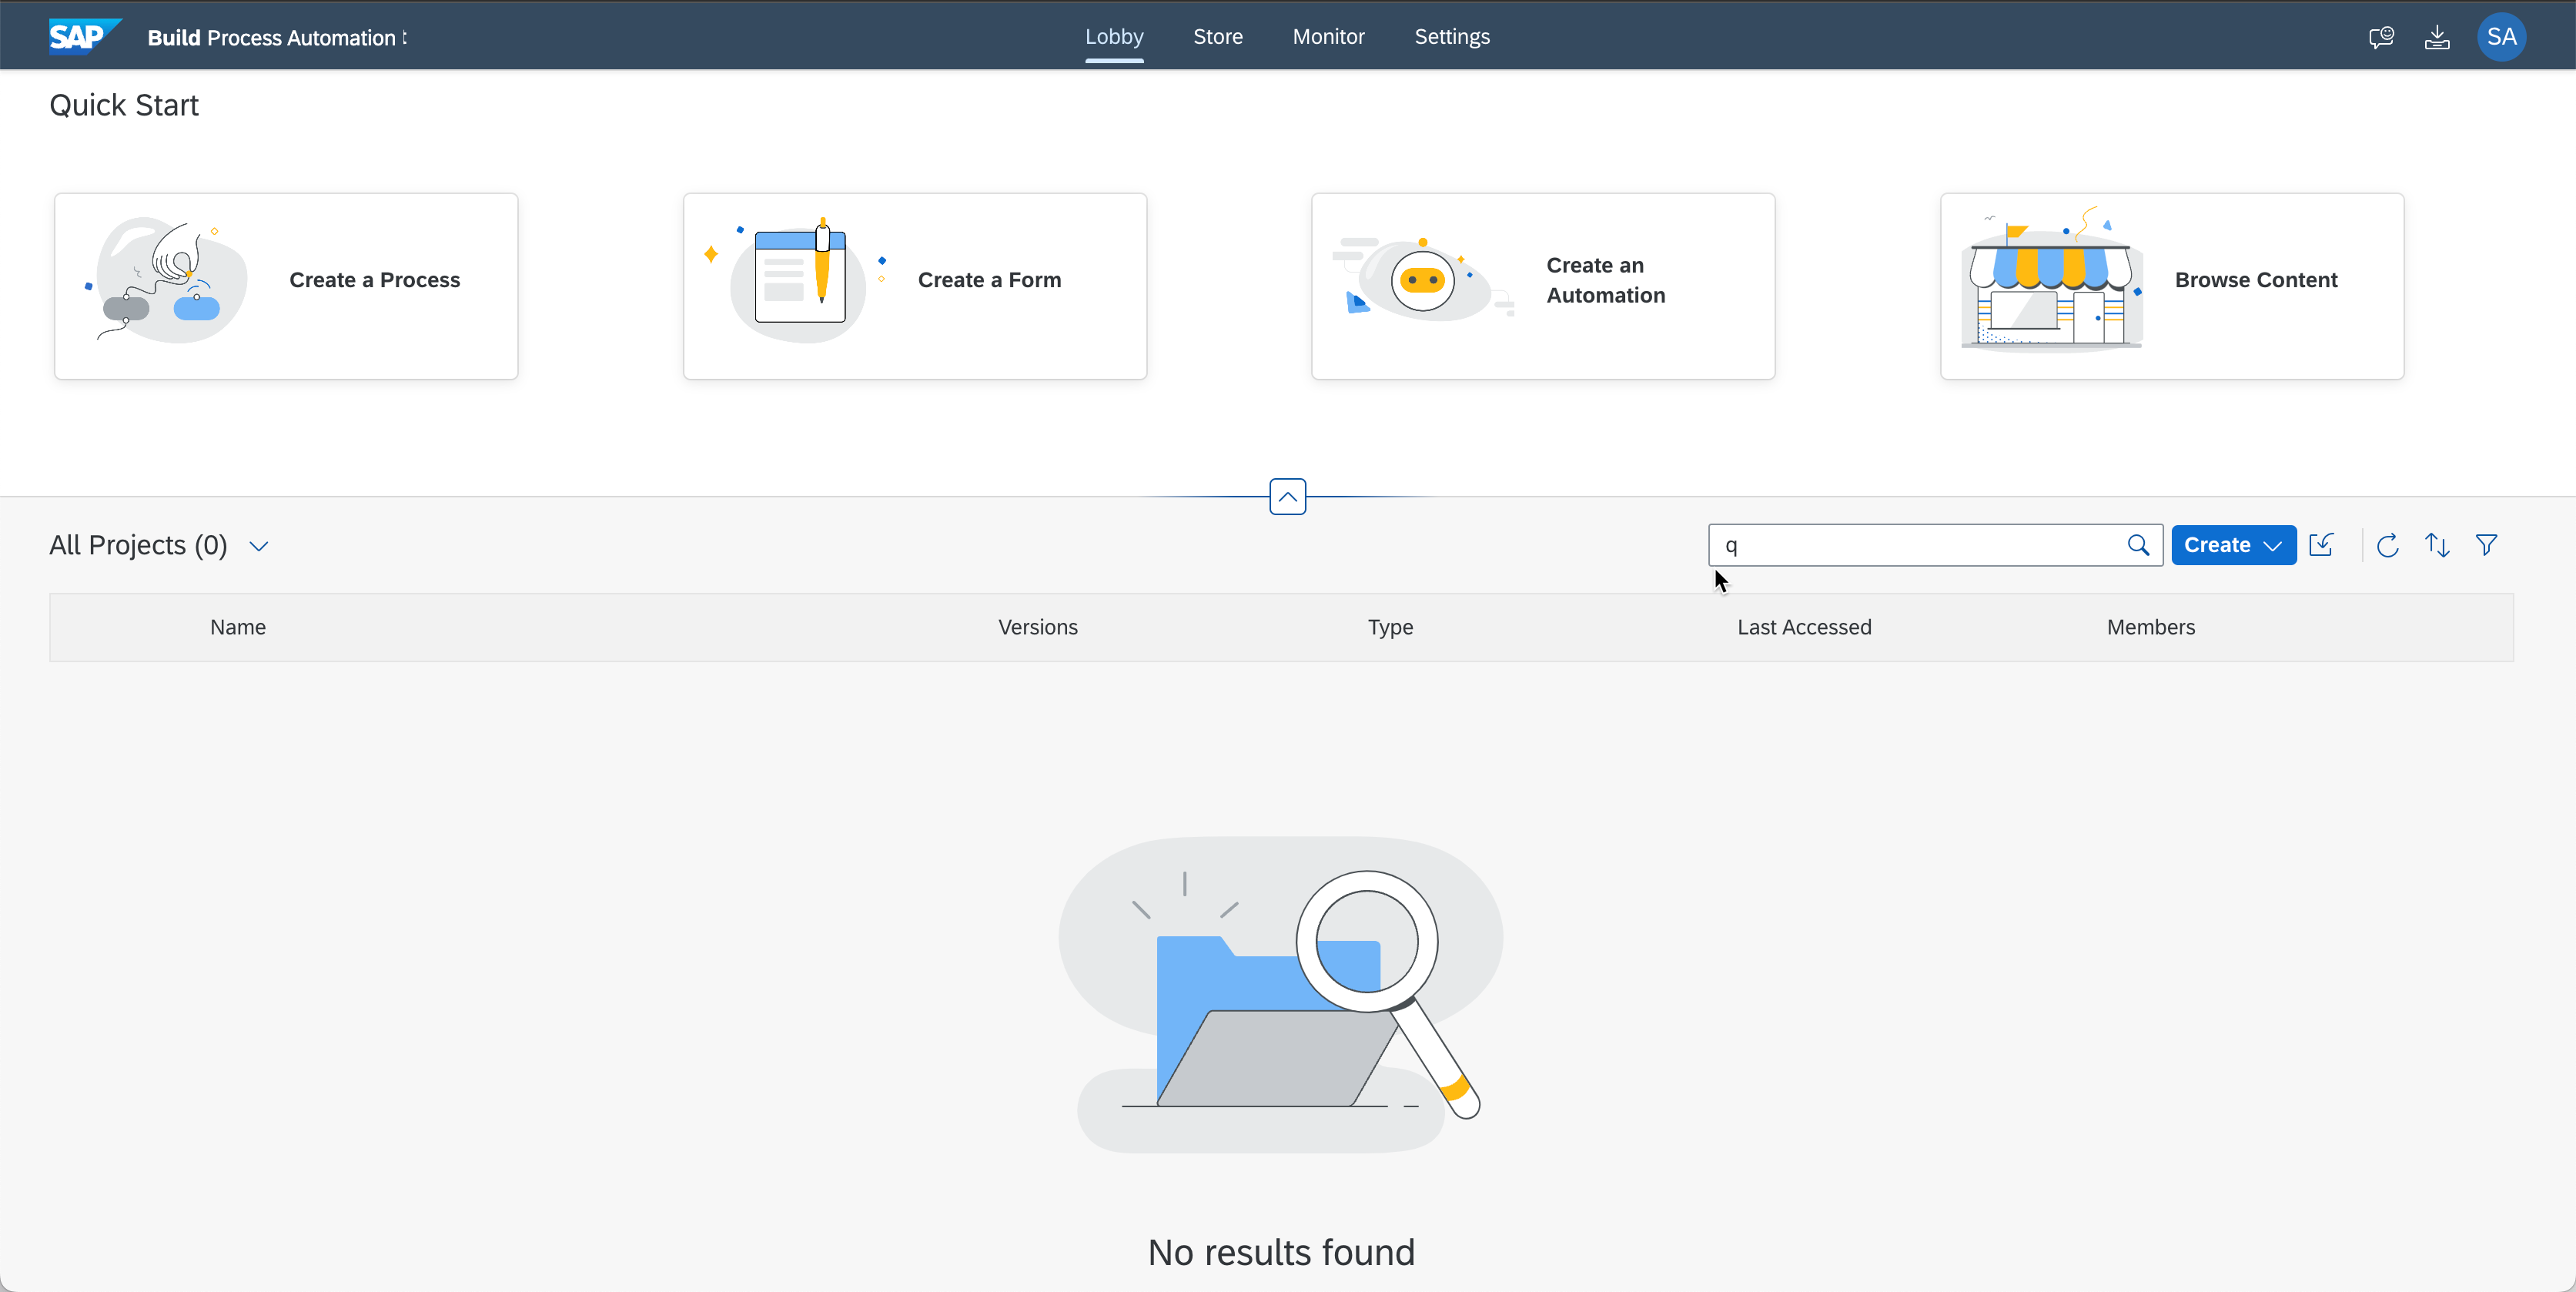 SAP Build Process Automation
Lobby Store Monitor Settings
SA
Quick Start
Create a Process
Create a Form
Create an
Automation
Browse Content
All Projects (0)
q
Create
Name Versions Type Last Accessed Members
No results found